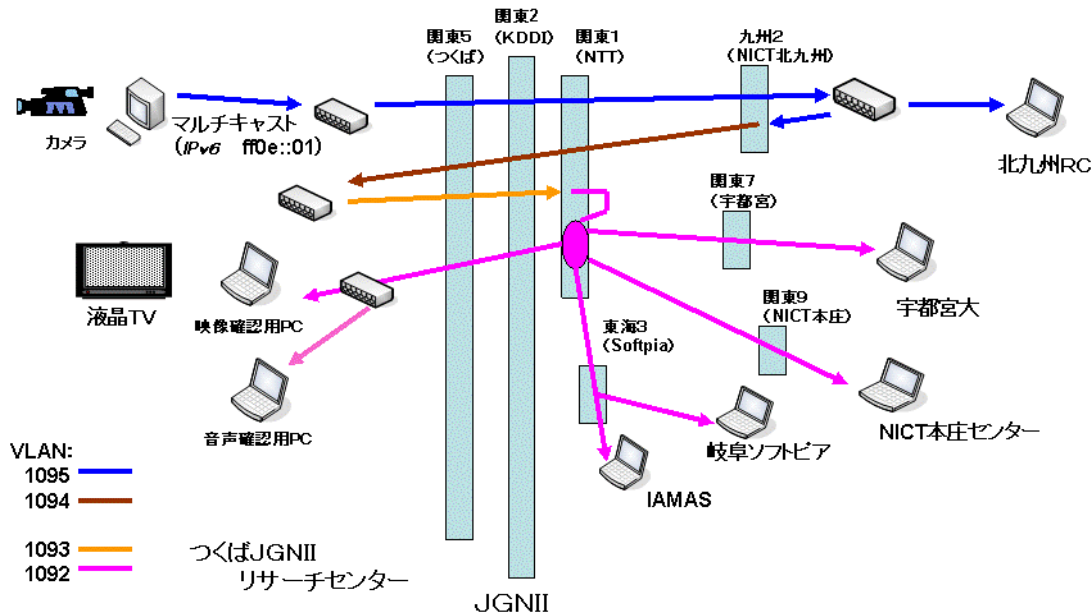 関東2
(KDDI)
関東5
(つくば)
関東1
(NTT)
九州2
(NICT北九州)
カメラ
マルチキャスト
(IPv6 ff0e::01)
北九州RC
関東7
(宇都宮)
液晶TV
映像確認用PC
宇都宮大
関東9
(NICT本庄)
東海3
(Softpia)
音声確認用PC
岐阜ソフトピア
NICT本庄センター
IAMAS
VLAN:
1095
1094
1093
1092
つくばJGNII
リサーチセンター
JGNII